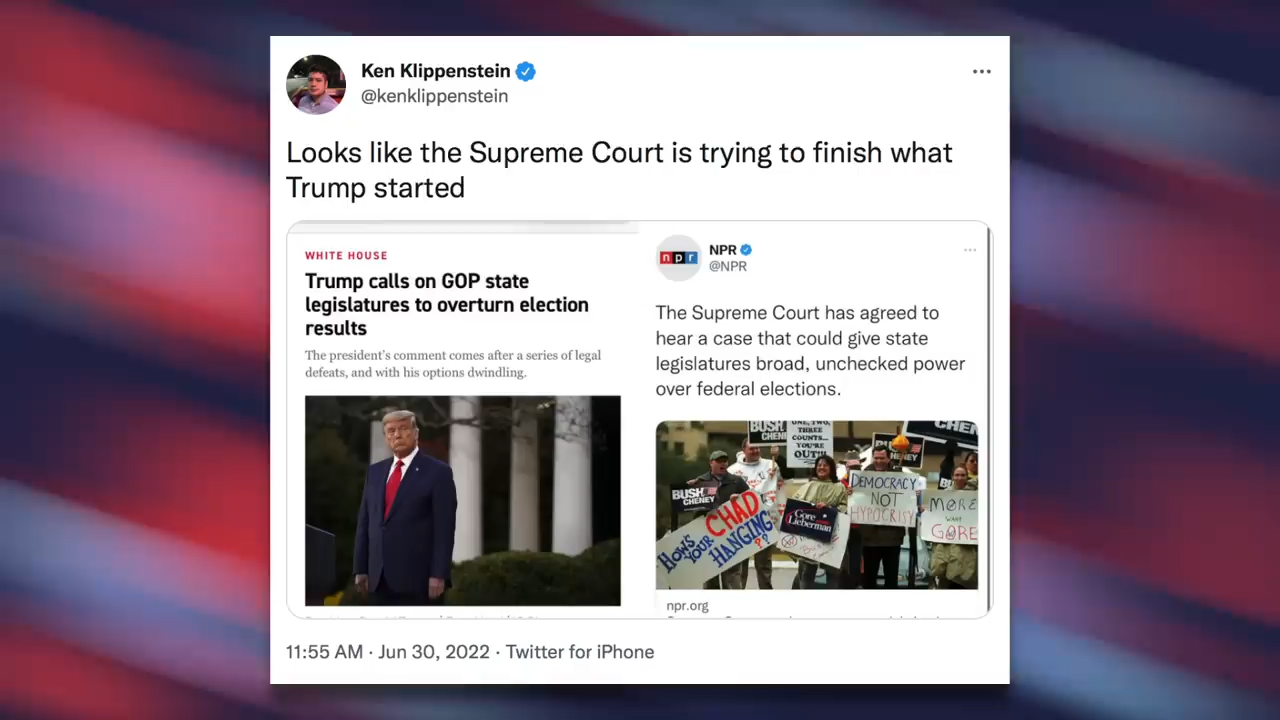 Ken Klippenstein
@kenklippenstein
Looks like the Supreme Court is trying to finish what
Trump started
WHITE HOUSE
Trump calls on GOP state
legislatures to overturn election
results
The president's comment comes after a series of legal
defeats, and with his options dwindling.
npr
NPR
@NPR
The Supreme Court has agreed to
hear a case that could give state
legislatures broad, unchecked power
over federal elections.
BUSH
CHENEY
ONE, TWO,
THREE
COUNTS...
YOU'RE
OUT!!
BUSH
CHENEY
HOW'S
YOUR
CHAD
HANGING
??
Gore
Lieberman
DEMOCRACY
NOT
HYPOCRISY
MORE
WANT
GORE
npr.org
11:55 AM · Jun 30, 2022 · Twitter for iPhone